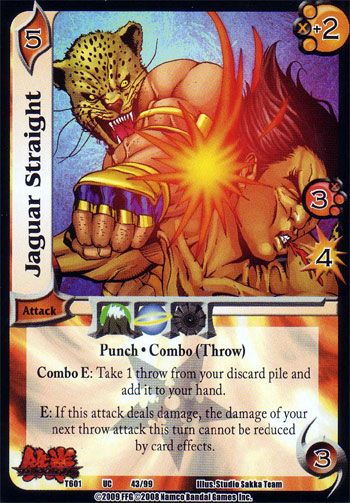 5
+2
Jaguar Straight
3
4
Attack
Punch • Combo (Throw)
Combo E: Take 1 throw from your discard pile and
add it to your hand.
E: If this attack deals damage, the damage of your
next throw attack this turn cannot be reduced
by card effects.
3
T601 UC 43/99 Illus. Studio Sakka Team
©2009 FFG ©2008 Namco Bandai Games Inc.